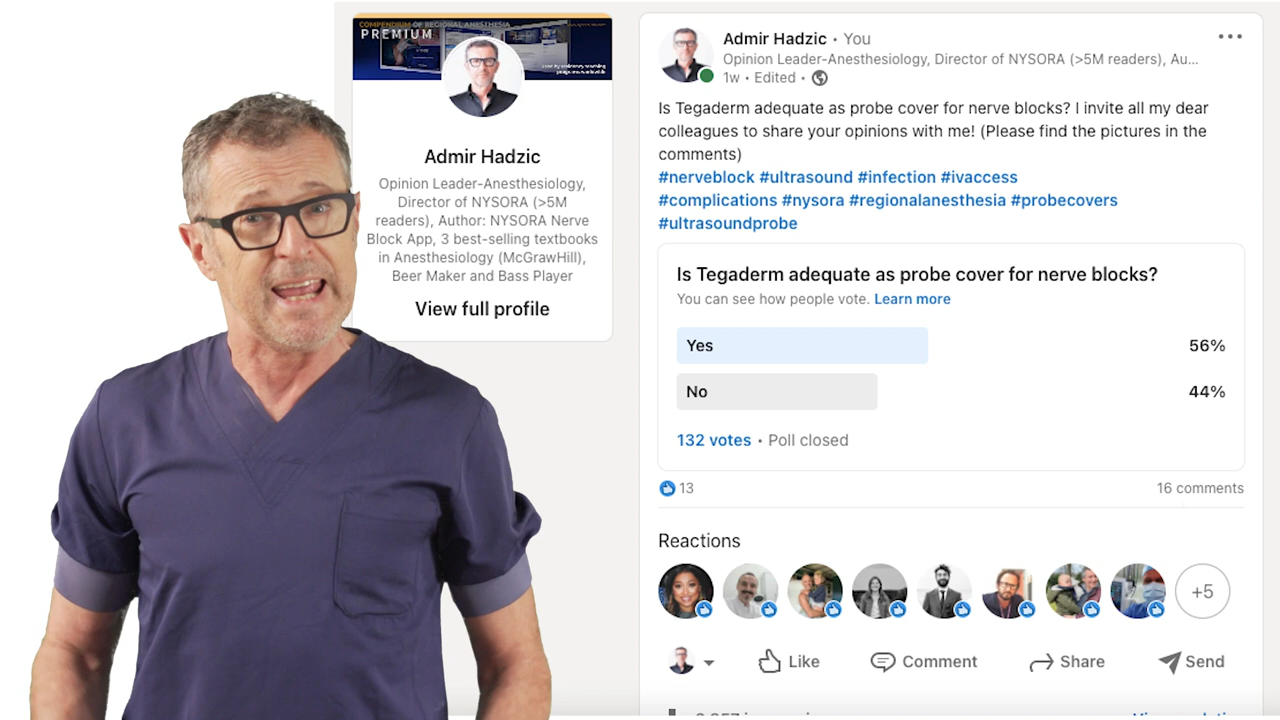 COMPENDIUM OF REGIONAL ANESTHESIA
PREMIUM
Admir Hadzic
Opinion Leader-Anesthesiology,
Director of NYSORA (>5M
readers), Author: NYSORA Nerve
Block App, 3 best-selling textbooks
in Anesthesiology (McGrawHill),
Beer Maker and Bass Player
View full profile
Admir Hadzic • You
Opinion Leader-Anesthesiology, Director of NYSORA (>5M readers), Au...
1w • Edited •
Is Tegaderm adequate as probe cover for nerve blocks? I invite all my dear
colleagues to share your opinions with me! (Please find the pictures in the
comments)
#nerveblock #ultrasound #infection #ivaccess
#complications #nysora #regionalanesthesia #probecovers
#ultrasoundprobe
Is Tegaderm adequate as probe cover for nerve blocks?
You can see how people vote. Learn more
Yes 56%
No 44%
132 votes • Poll closed
13 16 comments
Reactions
+5
Like Comment Share Send